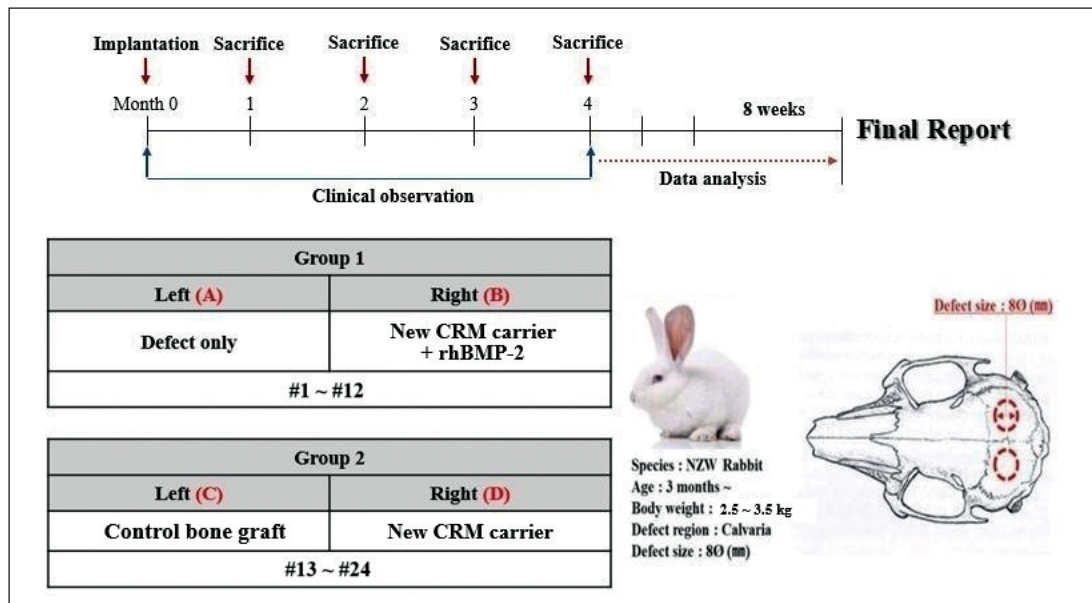 Implantation Sacrifice Sacrifice Sacrifice Sacrifice
Month 0 1 2 3 4 8 weeks
Final Report
Clinical observation
Data analysis
Group 1
Left (A) Right (B)
Defect only
New CRM carrier
+ rhBMP-2
#1 ~ #12
Group 2
Left (C) Right (D)
Control bone graft New CRM carrier
#13 ~ #24
Species : NZW Rabbit
Age : 3 months ~
Body weight : 2.5 ~ 3.5 kg
Defect region : Calvaria
Defect size : 8Ø (㎜)
Defect size : 8Ø (㎜)